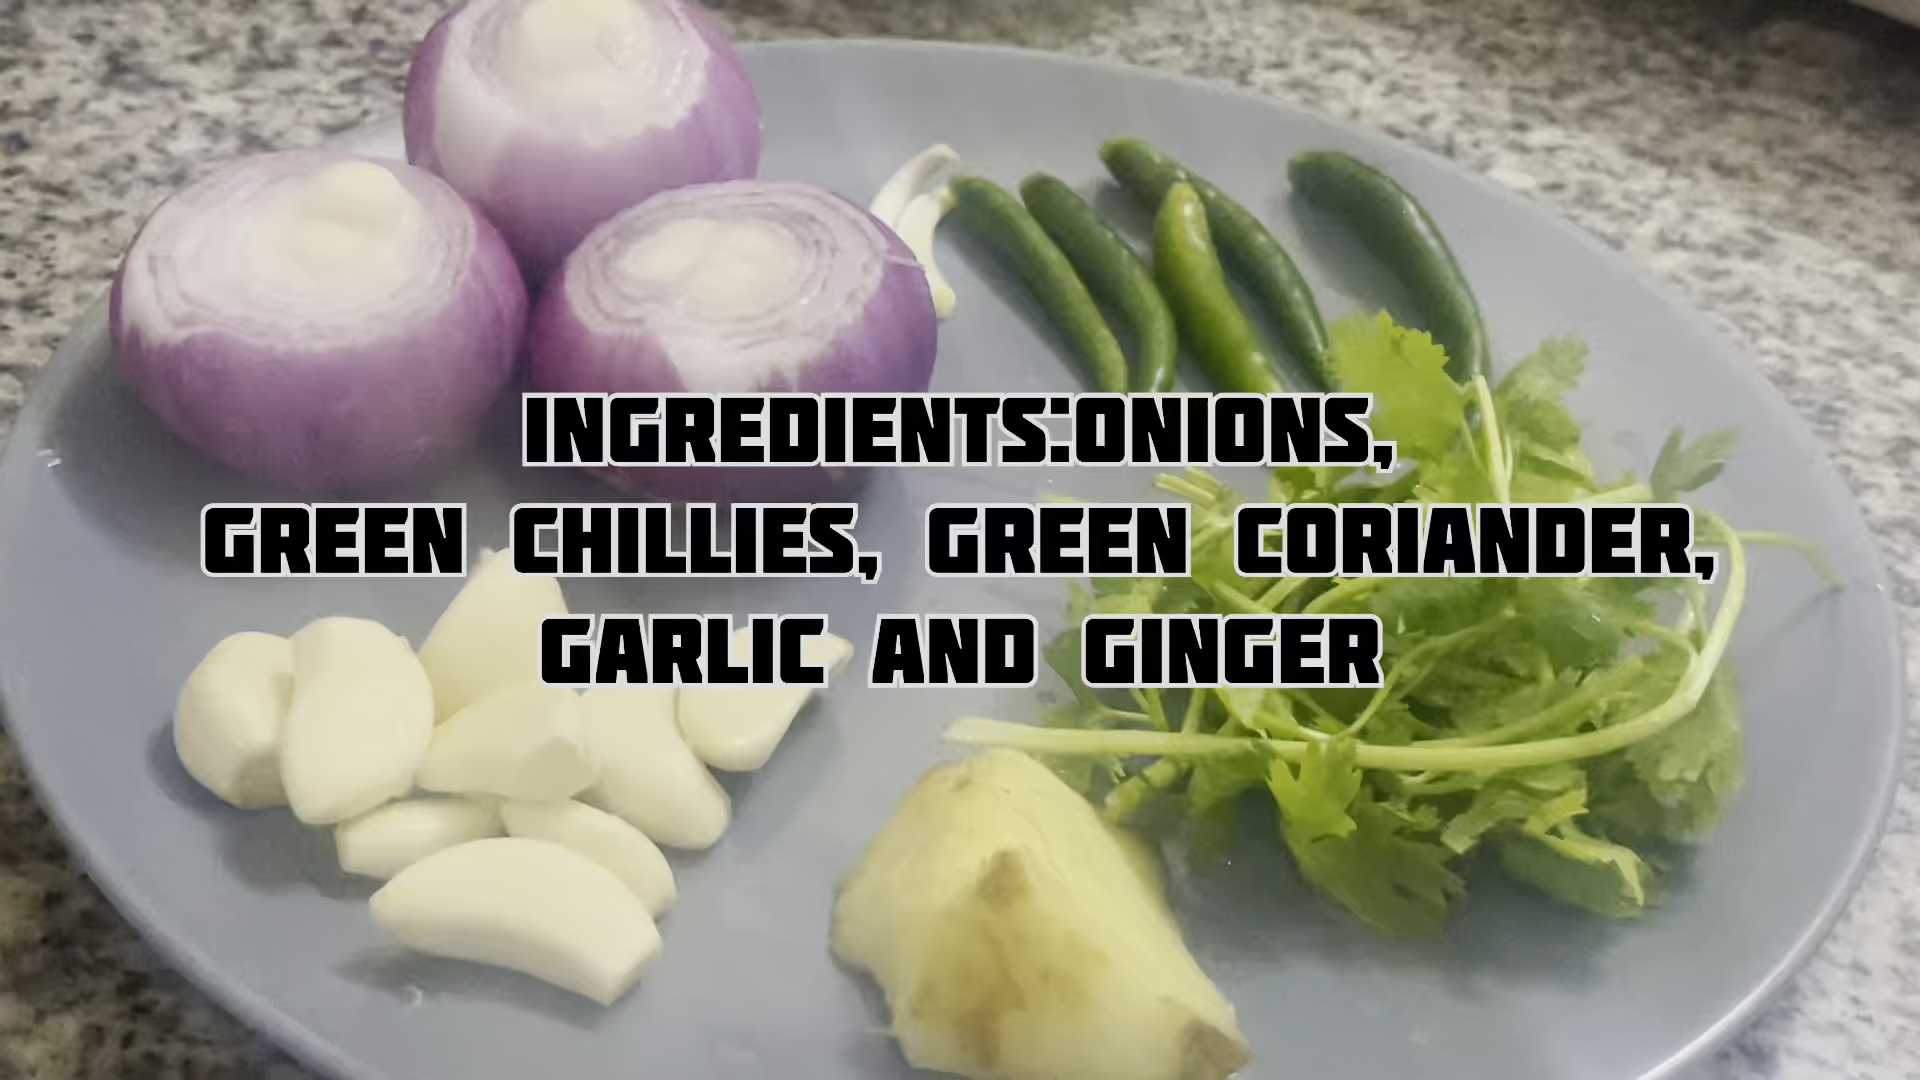 INGREDIENTS:ONIONS,
GREEN CHILLIES, GREEN CORIANDER,
GARLIC AND GINGER